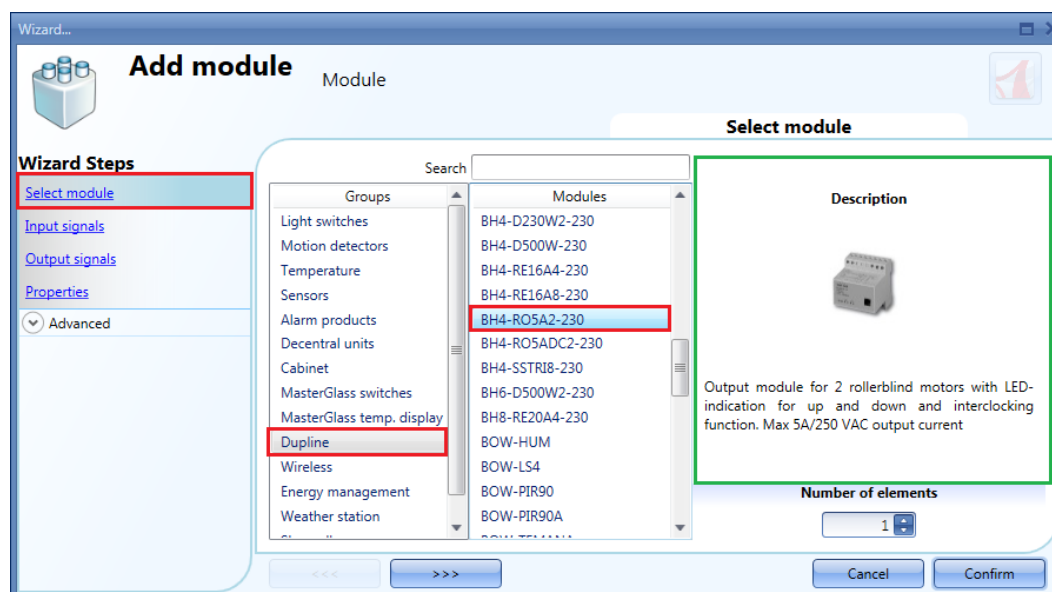 Wizard...
Add module
Module
Select module
Wizard Steps
Select module
Input signals
Output signals
Properties
Advanced
Search
Groups
Light switches
Motion detectors
Temperature
Sensors
Alarm products
Decentral units
Cabinet
MasterGlass switches
MasterGlass temp. display
Dupline
Wireless
Energy management
Weather station
Modules
BH4-D230W2-230
BH4-D500W-230
BH4-RE16A4-230
BH4-RE16A8-230
BH4-RO5A2-230
BH4-RO5ADC2-230
BH4-SSTRI8-230
BH6-D500W2-230
BH8-RE20A4-230
BOW-HUM
BOW-LS4
BOW-PIR90
BOW-PIR90A
Description
Output module for 2 rollerblind motors with LED-
indication for up and down and interclocking
function. Max 5A/250 VAC output current
Number of elements
1
<<<
>>>
Cancel
Confirm